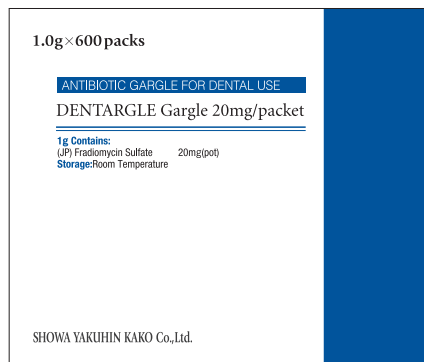 1.0g×600packs
ANTIBIOTIC GARGLE FOR DENTAL USE
DENTARGLE Gargle 20mg/packet
1g Contains:
(JP) Fradiomycin Sulfate 20mg(pot)
Storage:Room Temperature
SHOWA YAKUHIN KAKO Co.,Ltd.